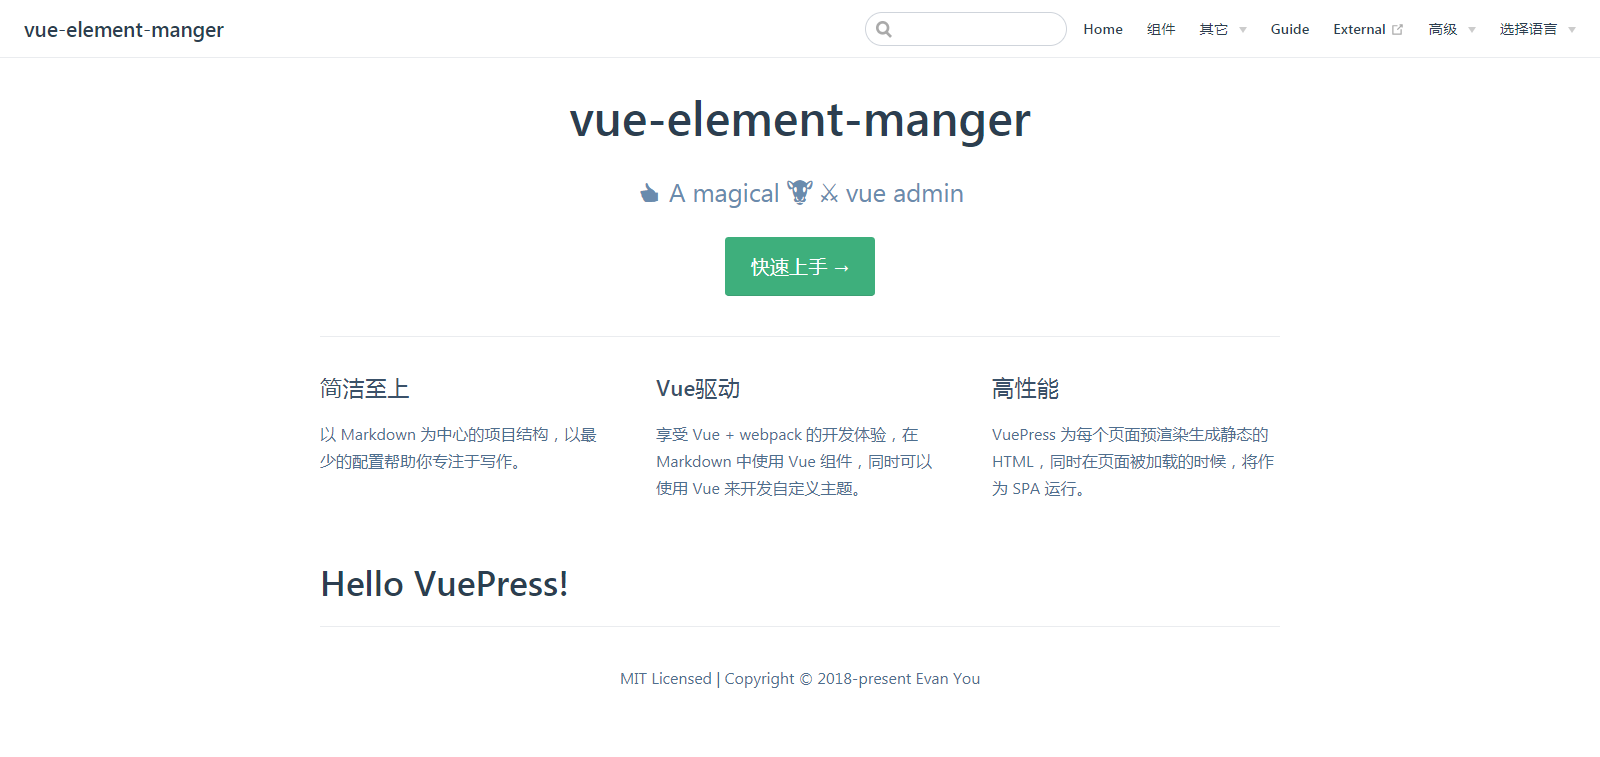 vue-element-manger
Home 组件 其它 Guide External 高级 选择语言
vue-element-manger
👍 A magical 🐮 ⚔ vue admin
快速上手 →
简洁至上
以 Markdown 为中心的项目结构，以最
少的配置帮助你专注于写作。
Vue驱动
享受 Vue + webpack 的开发体验，在
Markdown 中使用 Vue 组件，同时可以
使用 Vue 来开发自定义主题。
高性能
VuePress 为每个页面预渲染生成静态的
HTML，同时在页面被加载的时候，将作
为 SPA 运行。
Hello VuePress!
MIT Licensed | Copyright © 2018-present Evan You